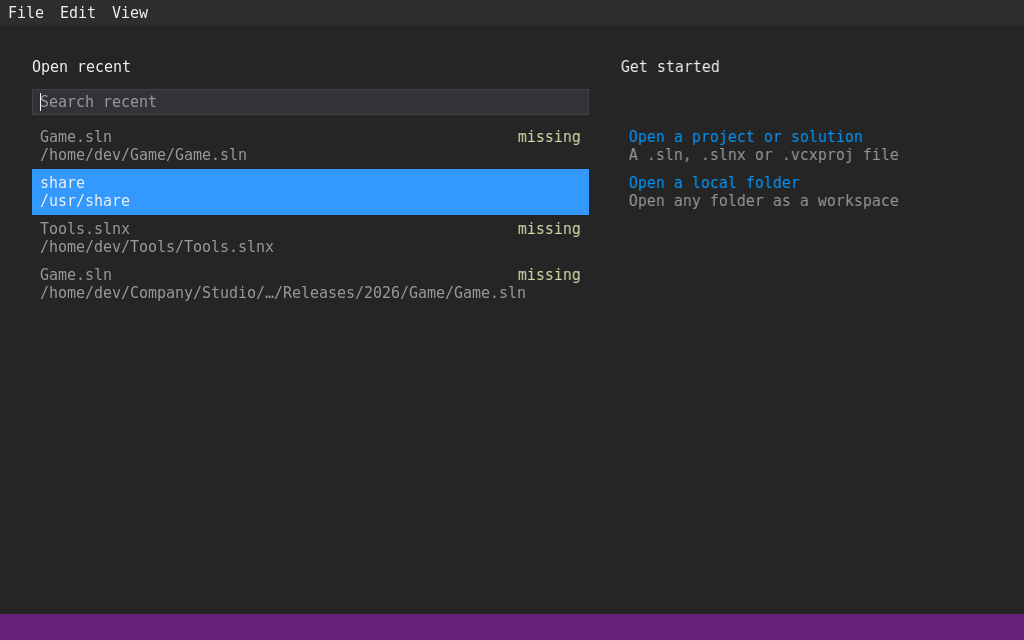 File Edit View
Open recent
Search recent
Game.sln missing
/home/dev/Game/Game.sln
share
/usr/share
Tools.slnx missing
/home/dev/Tools/Tools.slnx
Game.sln missing
/home/dev/Company/Studio/…/Releases/2026/Game/Game.sln
Get started
Open a project or solution
A .sln, .slnx or .vcxproj file
Open a local folder
Open any folder as a workspace